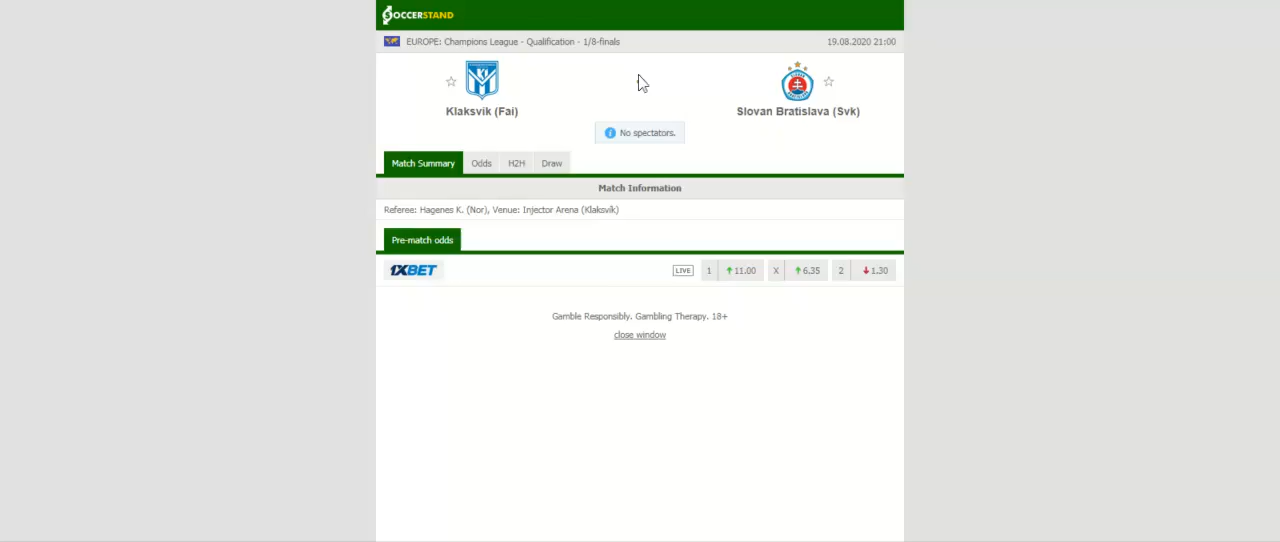 SOCCERSTAND
EUROPE: Champions League - Qualification - 1/8-finals 19.08.2020 21:00
Klaksvik (Fai) Slovan Bratislava (Svk)
No spectators.
Match Summary Odds H2H Draw
Match Information
Referee: Hagenes K. (Nor), Venue: Injector Arena (Klaksvík)
Pre-match odds
1XBET LIVE 1 11.00 X 6.35 2 1.30
Gamble Responsibly. Gambling Therapy. 18+
close window